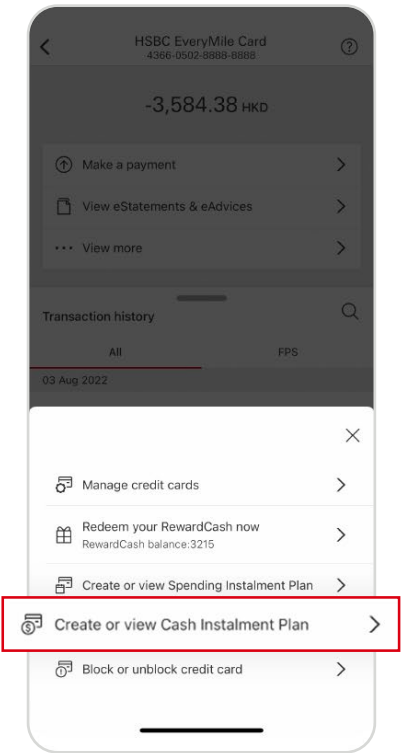 HSBC EveryMile Card
4366-0502-8888-8888
-3,584.38 HKD
Make a payment
View eStatements & eAdvices
View more
Transaction history
All FPS
03 Aug 2022
Manage credit cards
Redeem your RewardCash now
RewardCash balance:3215
Create or view Spending Instalment Plan
Create or view Cash Instalment Plan
Block or unblock credit card